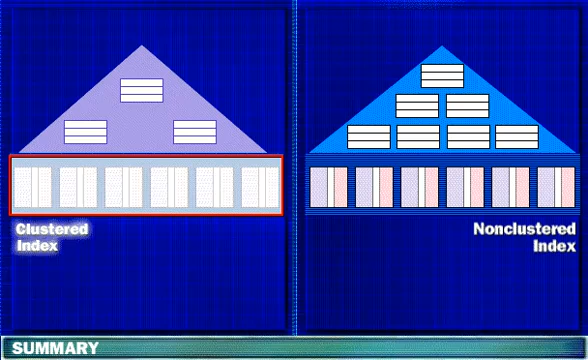 Clustered
Index
Nonclustered
Index
SUMMARY